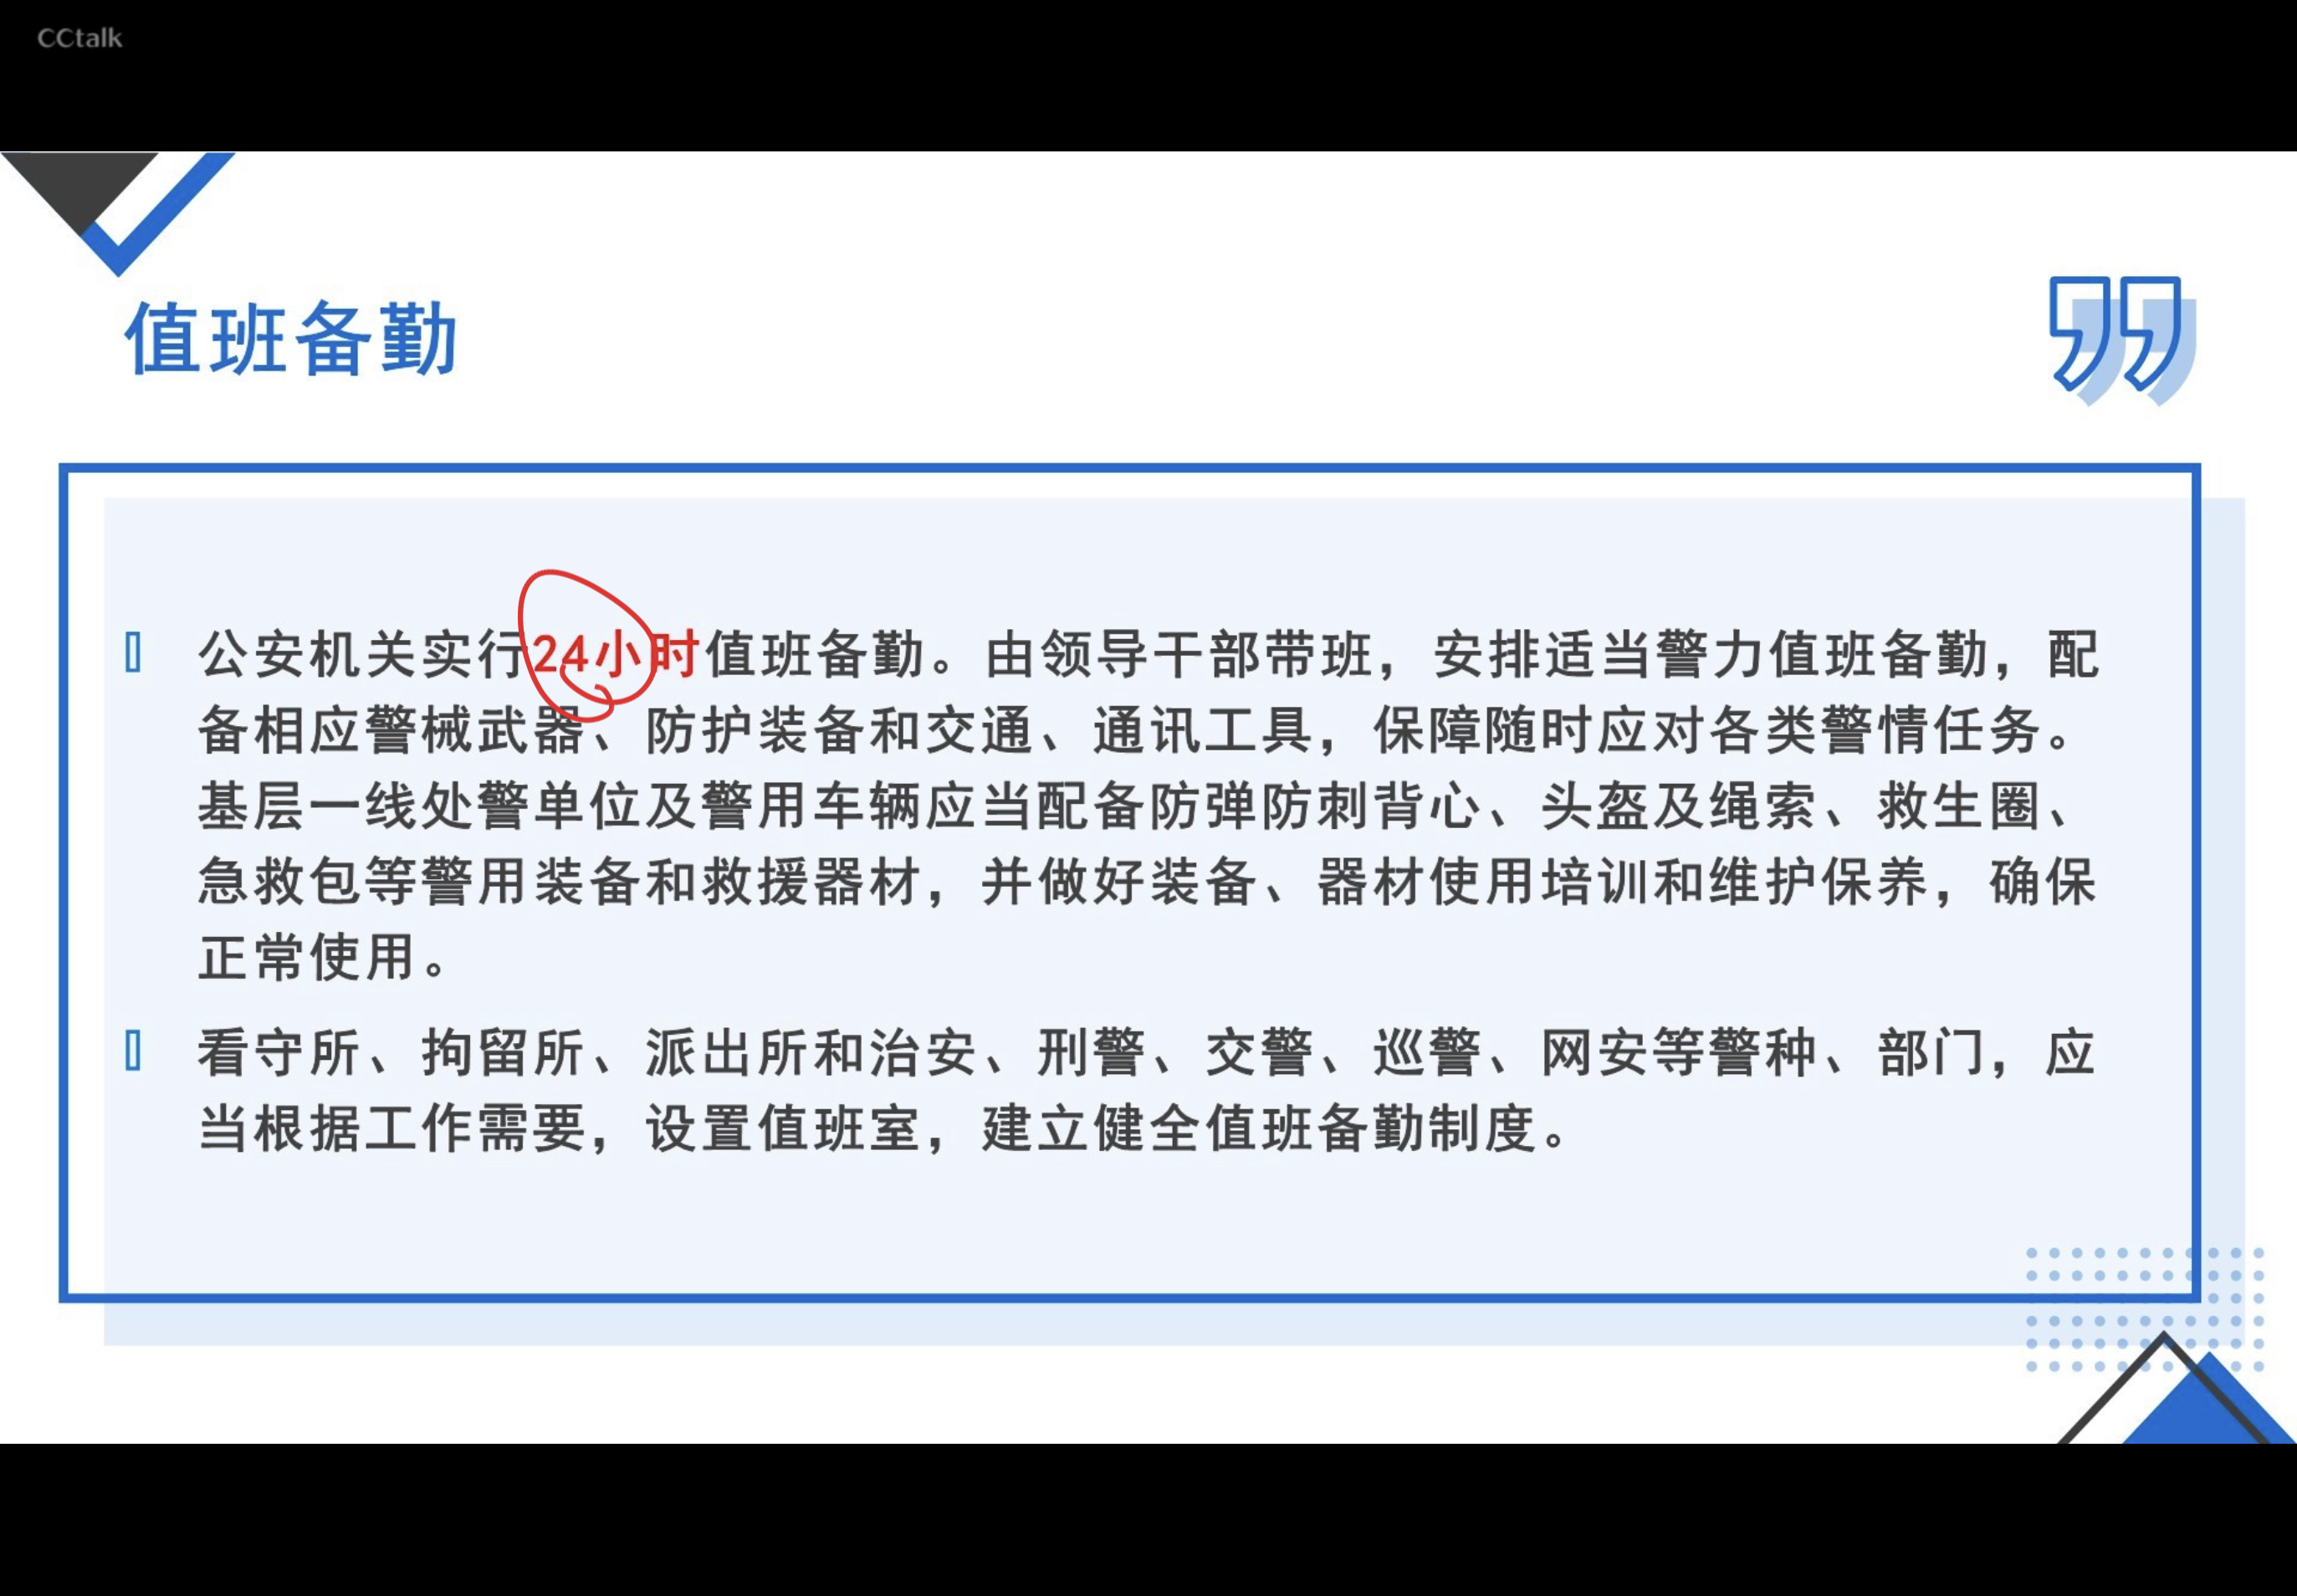 CCtalk
值班备勤
公安机关实行24小时值班备勤。由领导干部带班，安排适当警力值班备勤，配
备相应警械武器、防护装备和交通、通讯工具，保障随时应对各类警情任务。
基层一线处警单位及警用车辆应当配备防弹防刺背心、头盔及绳索、救生圈、
急救包等警用装备和救援器材，并做好装备、器材使用培训和维护保养，确保
正常使用。
看守所、拘留所、派出所和治安、刑警、交警、巡警、网安等警种、部门，应
当根据工作需要，设置值班室，建立健全值班备勤制度。